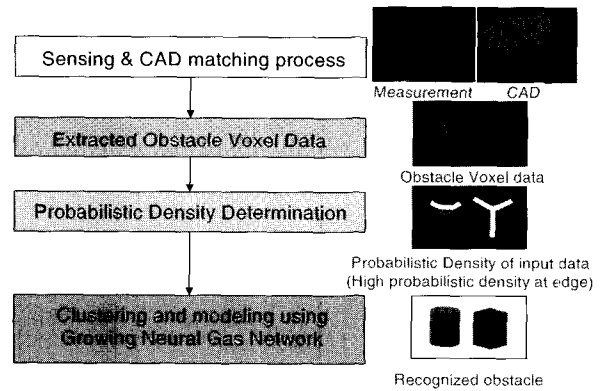 Sensing & CAD matching process
Measurement
CAD
Extracted Obstacle Voxel Data
Obstacle Voxel data
Probabilistic Density Determination
Probabilistic Density of input data
(High probabilistic density at edge)
Clustering and modeling using
Growing Neural Gas Network
Recognized obstacle